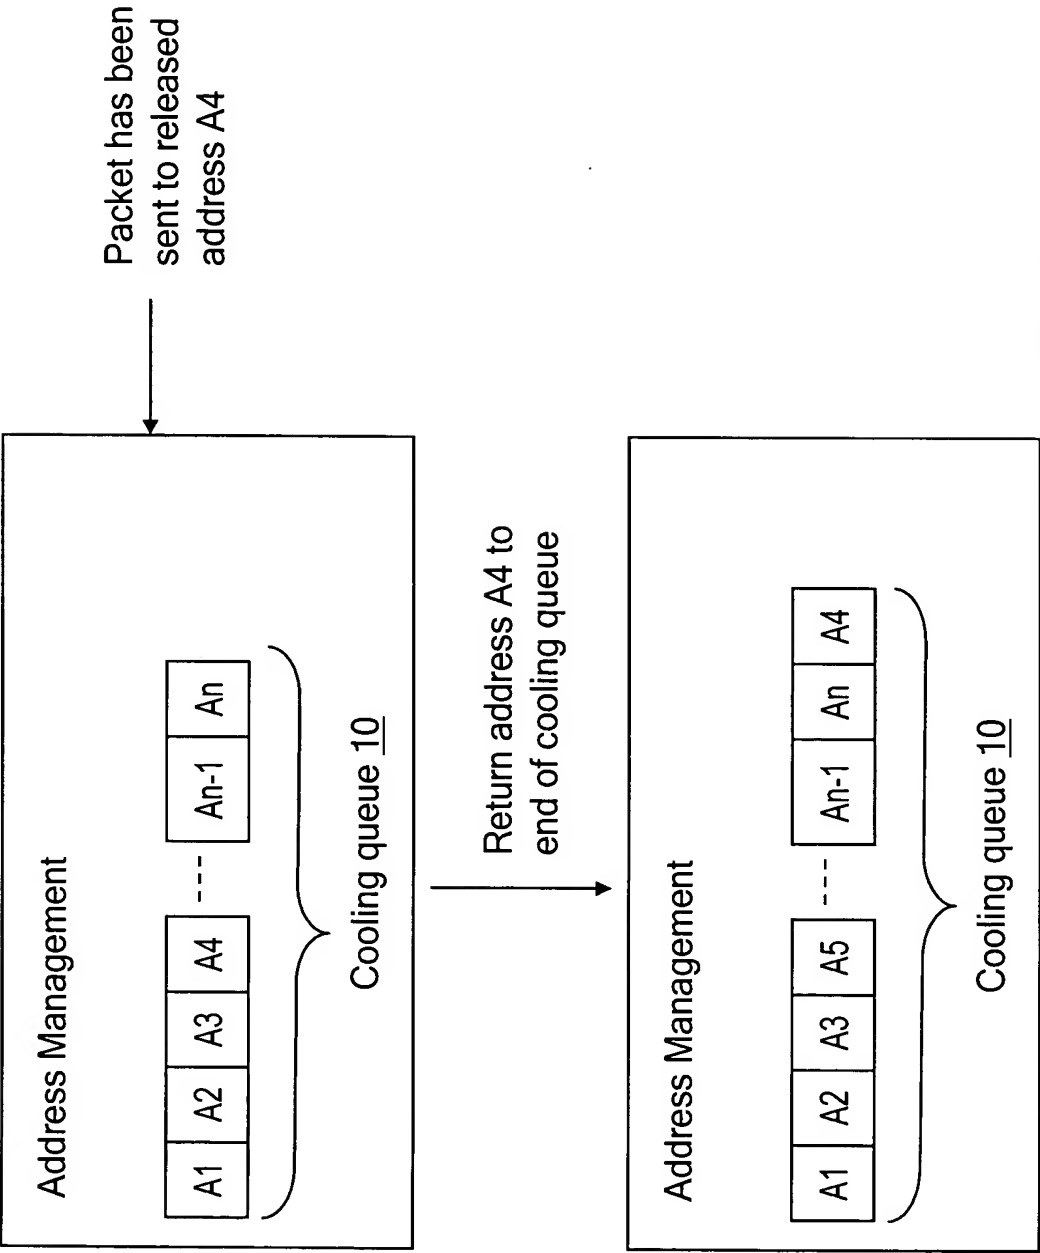 Packet has been
sent to released
address A4
Address Management
A1 A2 A3 A4 ---- An-1 An
Cooling queue 10
Return address A4 to
end of cooling queue
Address Management
A1 A2 A3 A5 ---- An-1 An A4
Cooling queue 10